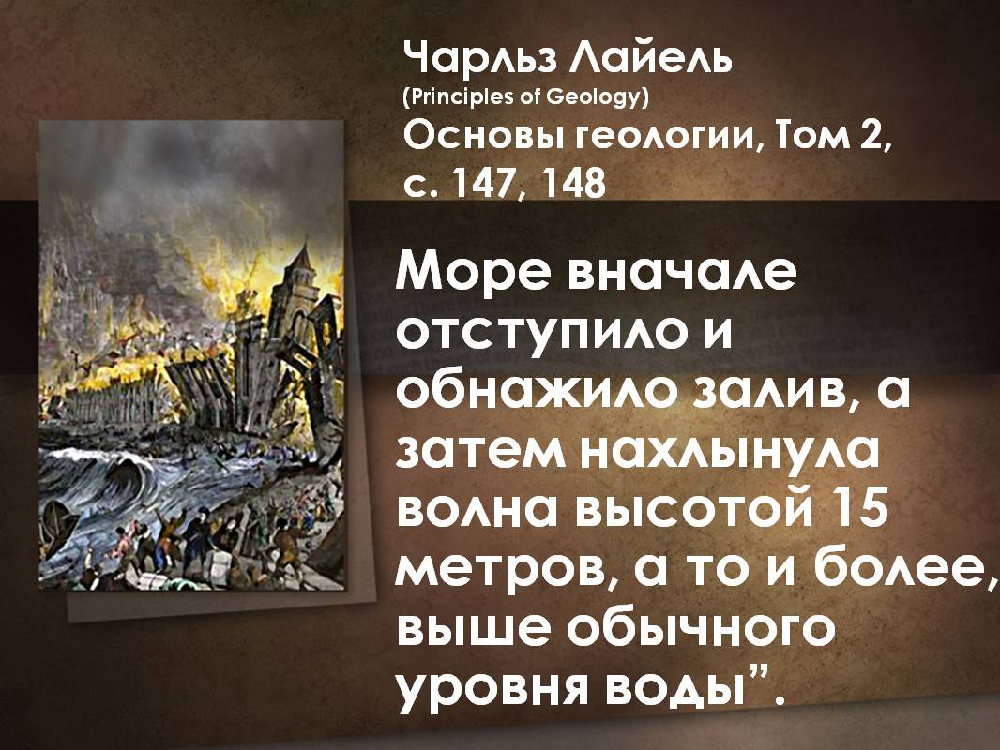 Чарльз Лайель
(Principles of Geology)
Основы геологии, Том 2,
с. 147, 148
Море вначале
отступило и
обнажило залив, а
затем нахлынула
волна высотой 15
метров, а то и более,
выше обычного
уровня воды”.